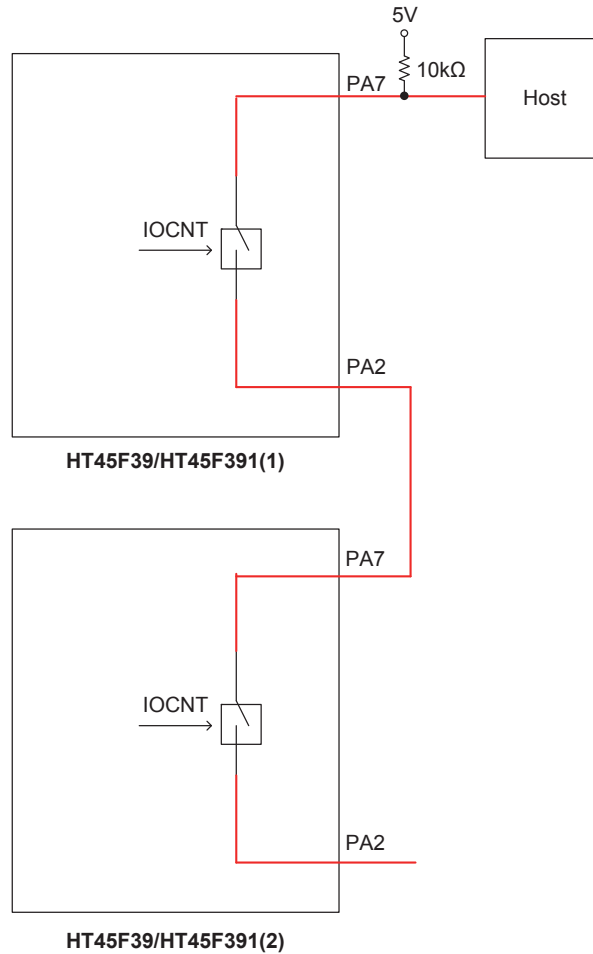 5V
10kΩ
PA7
Host
IOCNT
PA2
HT45F39/HT45F391(1)
PA7
IOCNT
PA2
HT45F39/HT45F391(2)